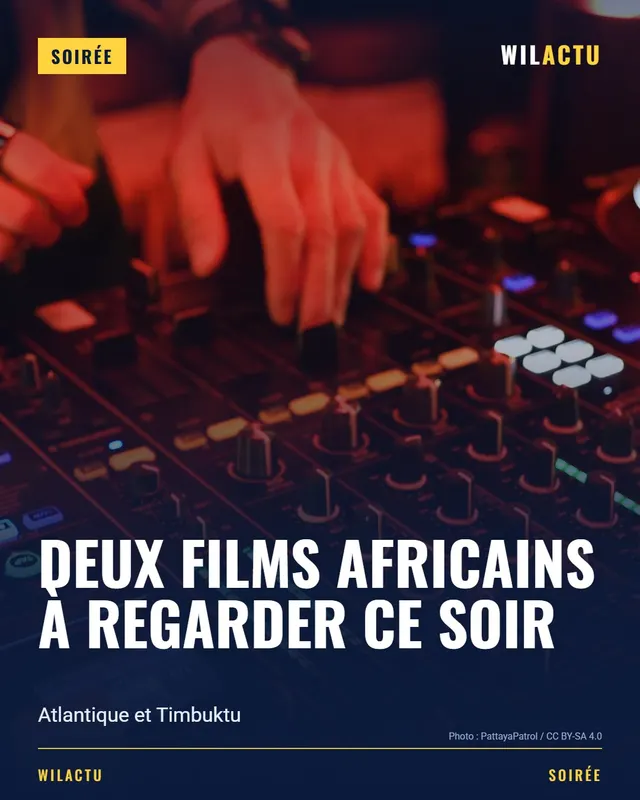 SOIRÉE
WILACTU
DEUX FILMS AFRICAINS
À REGARDER CE SOIR
Atlantique et Timbuktu
Photo : PattayaPatrol / CC BY-SA 4.0
WILACTU
SOIRÉE